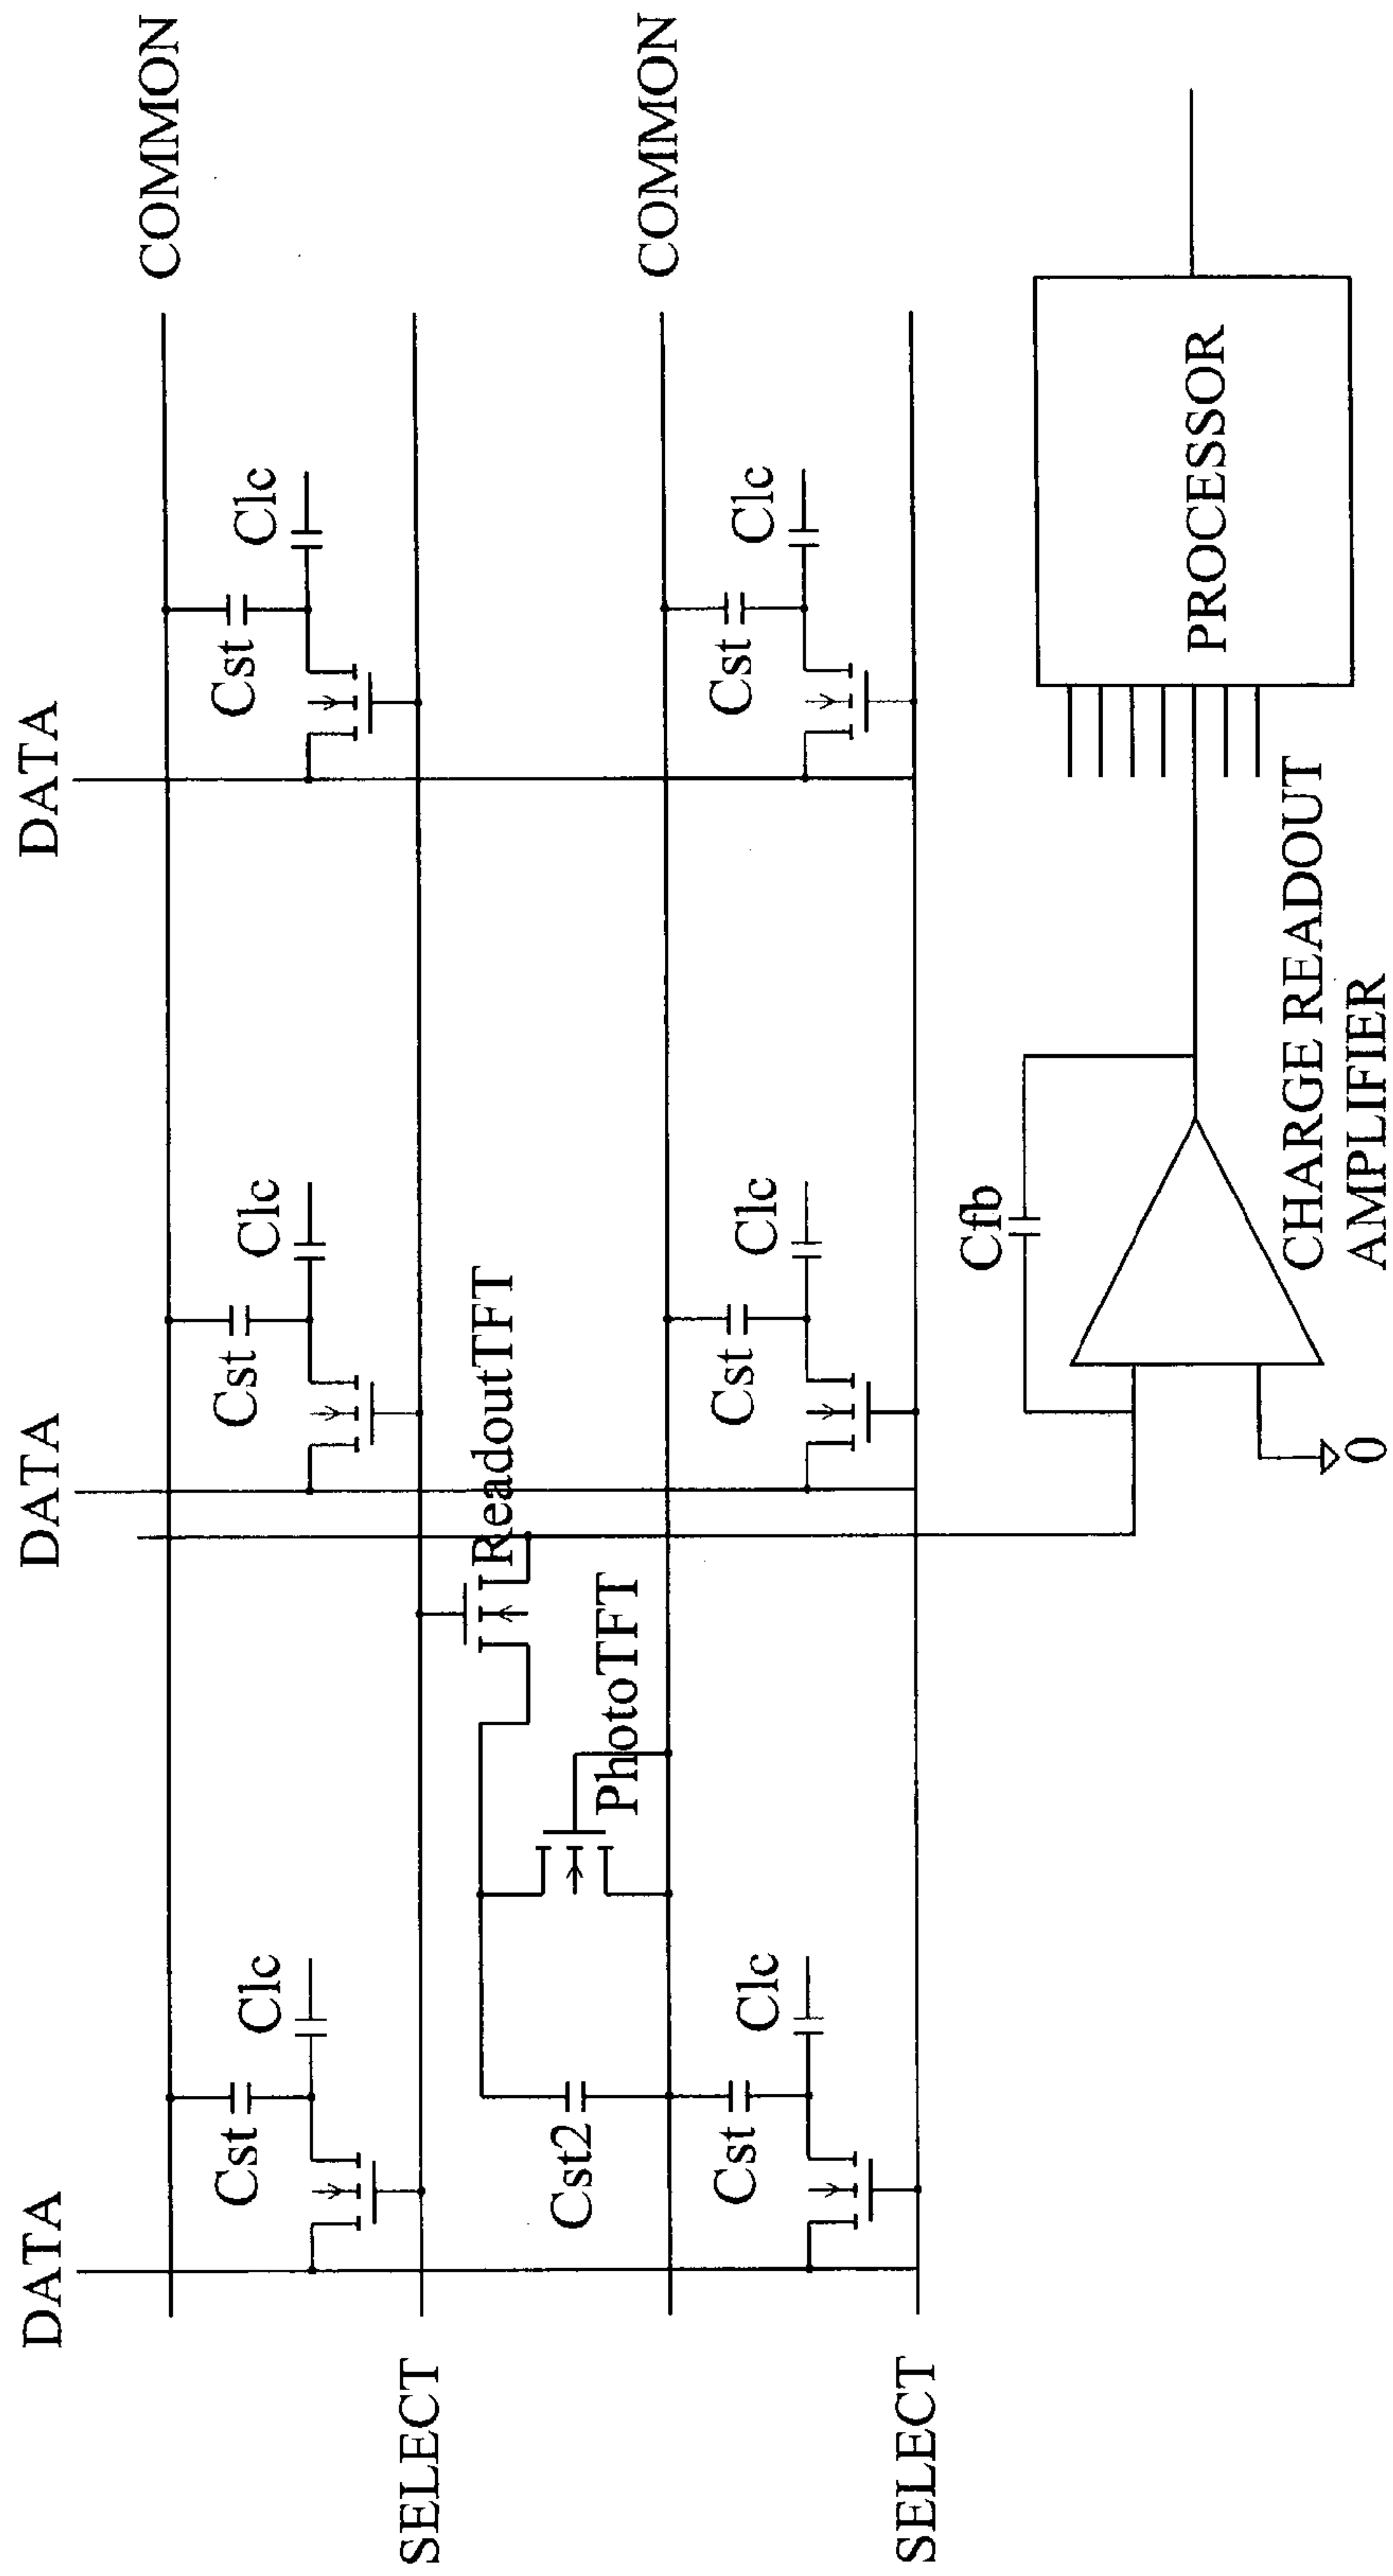 DATA
DATA
DATA
COMMON
Cst
Clc
Cst
Clc
Cst
Clc
SELECT
ReadoutTFT
Cst2
PhotoTFT
COMMON
Cst
Clc
Cst
Clc
Cst
Clc
SELECT
Cfb
PROCESSOR
CHARGE READOUT
AMPLIFIER
0